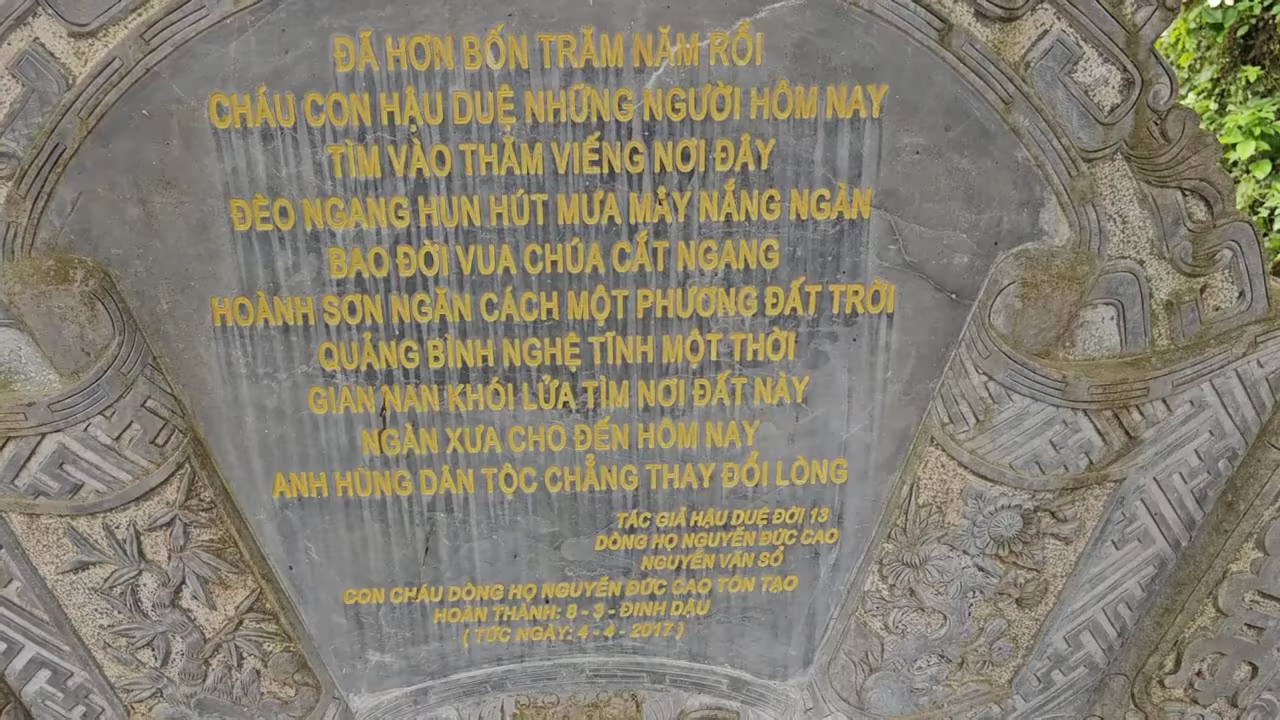 ĐÃ HƠN BỐN TRĂM NĂM RỒI
CHÁU CON HẬU DUỆ NHỮNG NGƯỜI HÔM NAY
TÌM VÀO THĂM VIẾNG NƠI ĐÂY
ĐÈO NGANG HUN HÚT MƯA MÂY NẮNG NGÀN
BAO ĐỜI VUA CHÚA CẮT NGANG
HOÀNH SƠN NGĂN CÁCH MỘT PHƯƠNG ĐẤT TRỜI
QUẢNG BÌNH NGHỆ TĨNH MỘT THỜI
GIAN NAN KHÓI LỬA TÌM NƠI ĐẤT NÀY
NGÀN XƯA CHO ĐẾN HÔM NAY
ANH HÙNG DÂN TỘC CHẲNG THAY ĐỔI LÒNG
TÁC GIẢ HẬU DUỆ ĐỜI 13
DÒNG HỌ NGUYỄN ĐỨC CAO
NGUYỄN VĂN SỔ
CON CHÁU DÒNG HỌ NGUYỄN ĐỨC CAO TÔN TẠO
HOÀN THÀNH: 8 - 3 - ĐINH DẬU
( TỨC NGÀY: 4 - 4 - 2017 )